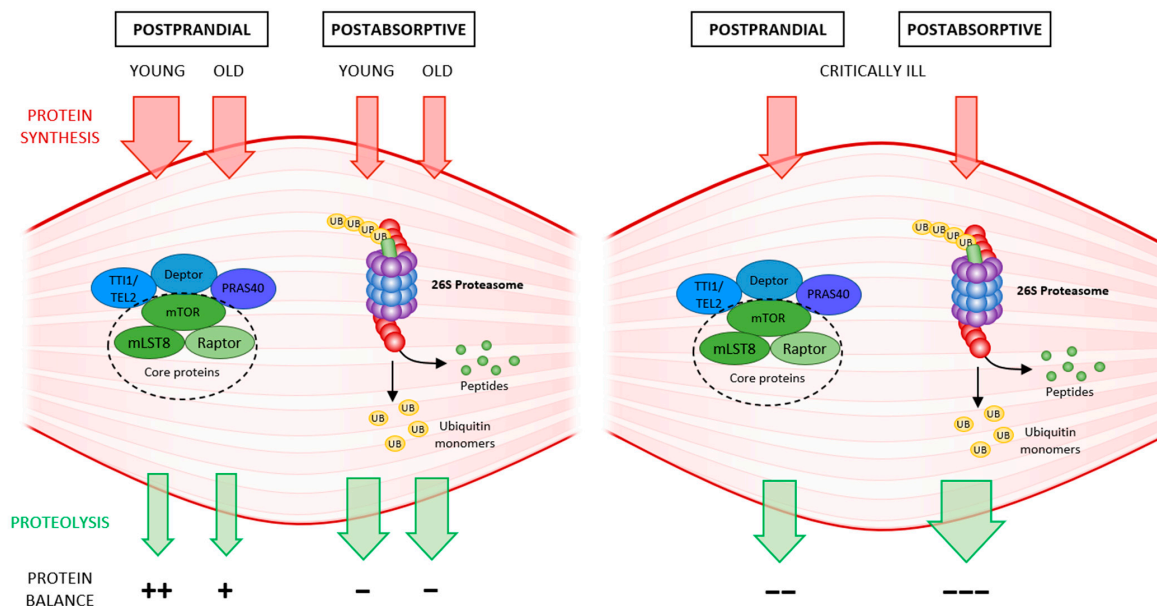 POSTPRANDIAL POSTABSORPTIVE
YOUNG OLD YOUNG OLD
PROTEIN
SYNTHESIS
UB UB UB UB
TTI1/
TEL2
Deptor
PRAS40
mTOR
mLST8
Raptor
Core proteins
26S Proteasome
Peptides
UB UB UB UB UB
Ubiquitin
monomers
PROTEOLYSIS
PROTEIN
BALANCE
++ + − −
POSTPRANDIAL POSTABSORPTIVE
CRITICALLY ILL
UB UB UB UB
TTI1/
TEL2
Deptor
PRAS40
mTOR
mLST8
Raptor
Core proteins
26S Proteasome
Peptides
UB UB UB UB UB
Ubiquitin
monomers
−− −−−